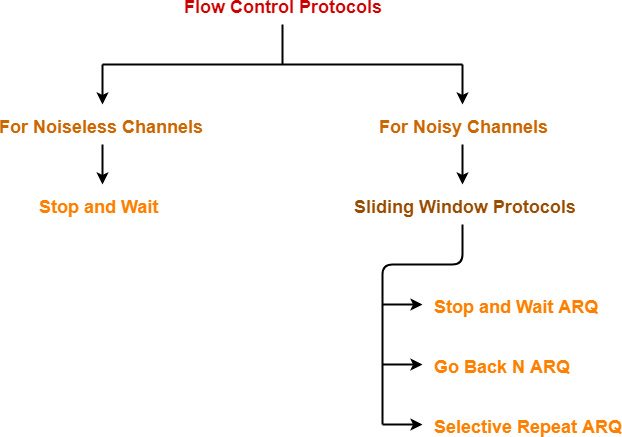 Flow Control Protocols
For Noiseless Channels
For Noisy Channels
Stop and Wait
Sliding Window Protocols
Stop and Wait ARQ
Go Back N ARQ
Selective Repeat ARQ